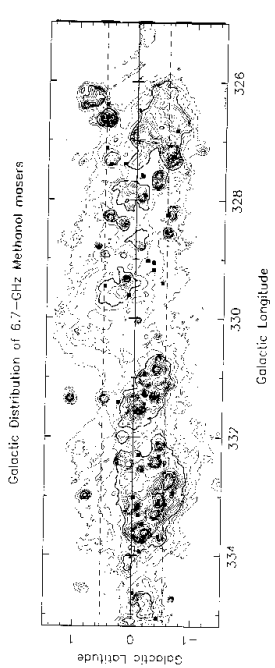 Galactic Distribution of 6.7-GHz Methanol masers
Galactic Latitude
1
0
-1
334
332
330
328
326
Galactic Longitude